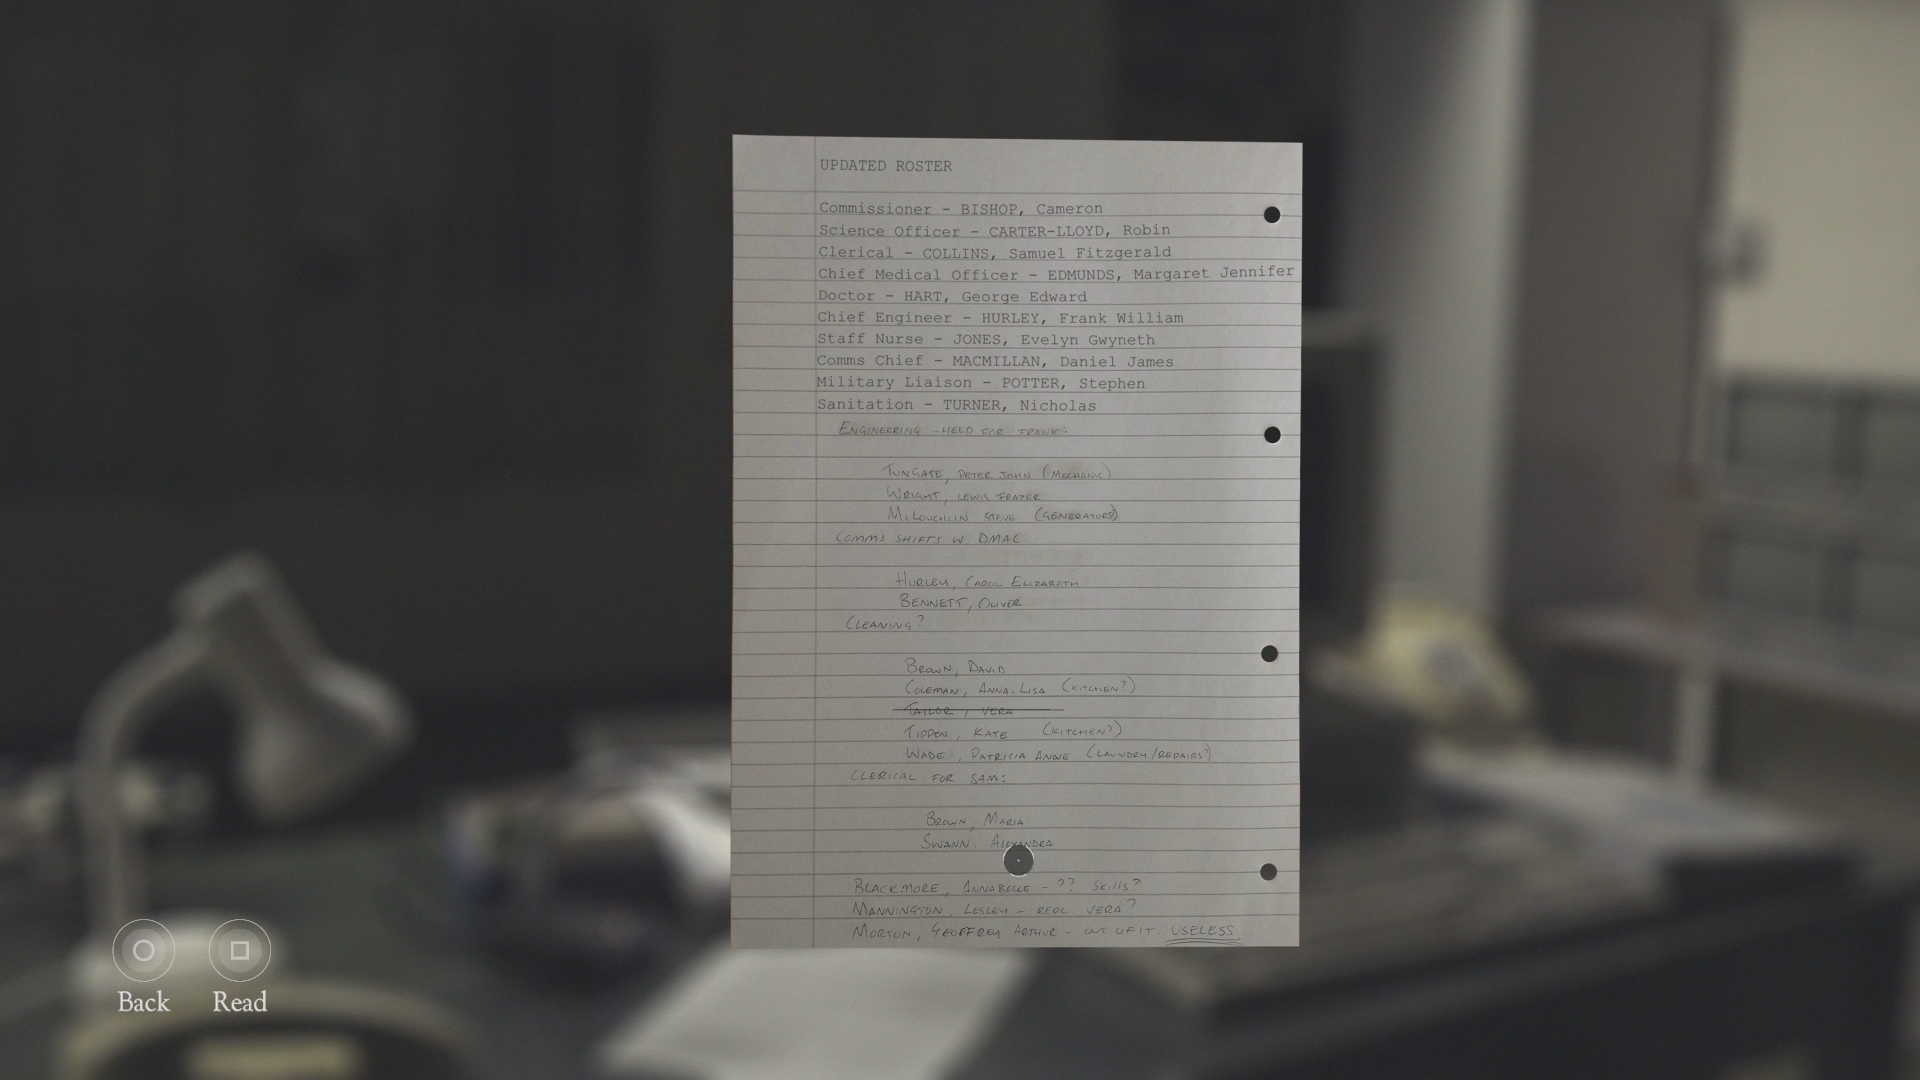 UPDATED ROSTER
Commissioner - BISHOP, Cameron
Science Officer - CARTER-LLOYD, Robin
Clerical - COLLINS, Samuel Fitzgerald
Chief Medical Officer - EDMUNDS, Margaret Jennifer
Doctor - HART, George Edward
Chief Engineer - HURLEY, Frank William
Staff Nurse - JONES, Evelyn Gwyneth
Comms Chief - MACMILLAN, Daniel James
Military Liaison - POTTER, Stephen
Sanitation - TURNER, Nicholas
ENGINEERING - HELD FOR FRANK:
TUNGATE, PETER JOHN (MECHANIC)
WRIGHT, LEWIS FRAZER
MCLOUCHLIN STEVE (GENERATORS?)
COMMS SHIFTS W DMAC.
HURLEY, CAROL ELIZABETH
BENNETT, OLIVER
CLEANING?
BROWN, DAVID
COLEMAN, ANNA-LISA (KITCHEN?)
TAILOR, VERA
TIPPEN, KATE (KITCHEN?)
WADE, PATRICIA ANNE (LAUNDRY/REPAIRS?)
CLERICAL FOR SAM:
BROWN, MARIA
SWANN, ALEXANDRA
BLACKMORE, ANNABELLE - ?? SKILLS?
MANNINGTON, LESLEY - REPL. VERA?
MORTON, GEOFFREY ARTHUR - OUT OF IT. USELESS
Back Read